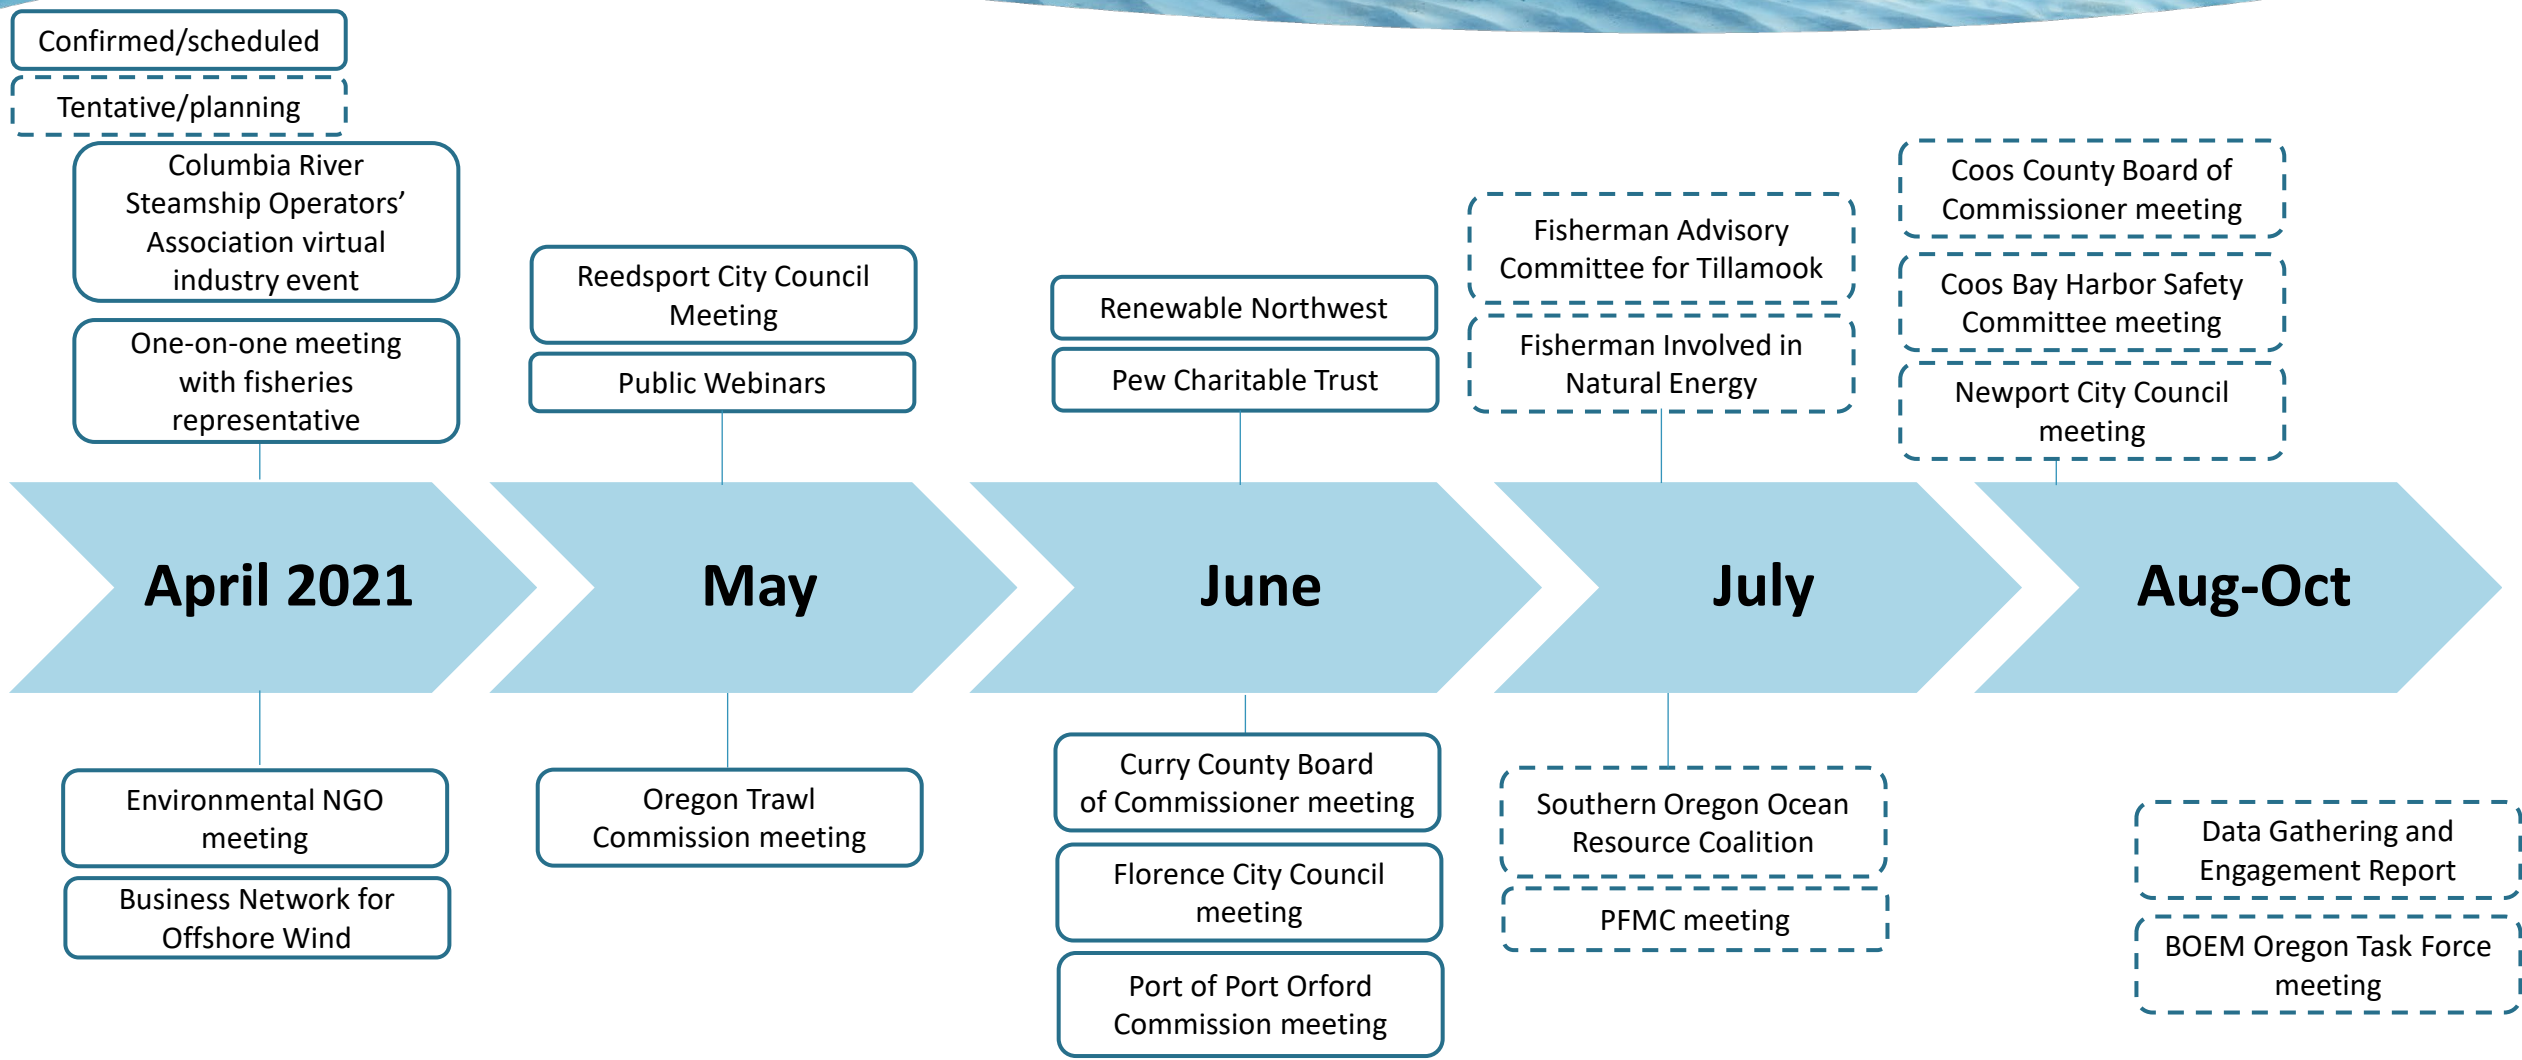 Confirmed/scheduled
Tentative/planning
Columbia River
Steamship Operators’
Association virtual
industry event
One-on-one meeting
with fisheries
representative
Reedsport City Council
Meeting
Public Webinars
Renewable Northwest
Pew Charitable Trust
Fisherman Advisory
Committee for Tillamook
Fisherman Involved in
Natural Energy
Coos County Board of
Commissioner meeting
Coos Bay Harbor Safety
Committee meeting
Newport City Council
meeting
April 2021
May
June
July
Aug-Oct
Environmental NGO
meeting
Business Network for
Offshore Wind
Oregon Trawl
Commission meeting
Curry County Board
of Commissioner meeting
Florence City Council
meeting
Port of Port Orford
Commission meeting
Southern Oregon Ocean
Resource Coalition
PFMC meeting
Data Gathering and
Engagement Report
BOEM Oregon Task Force
meeting